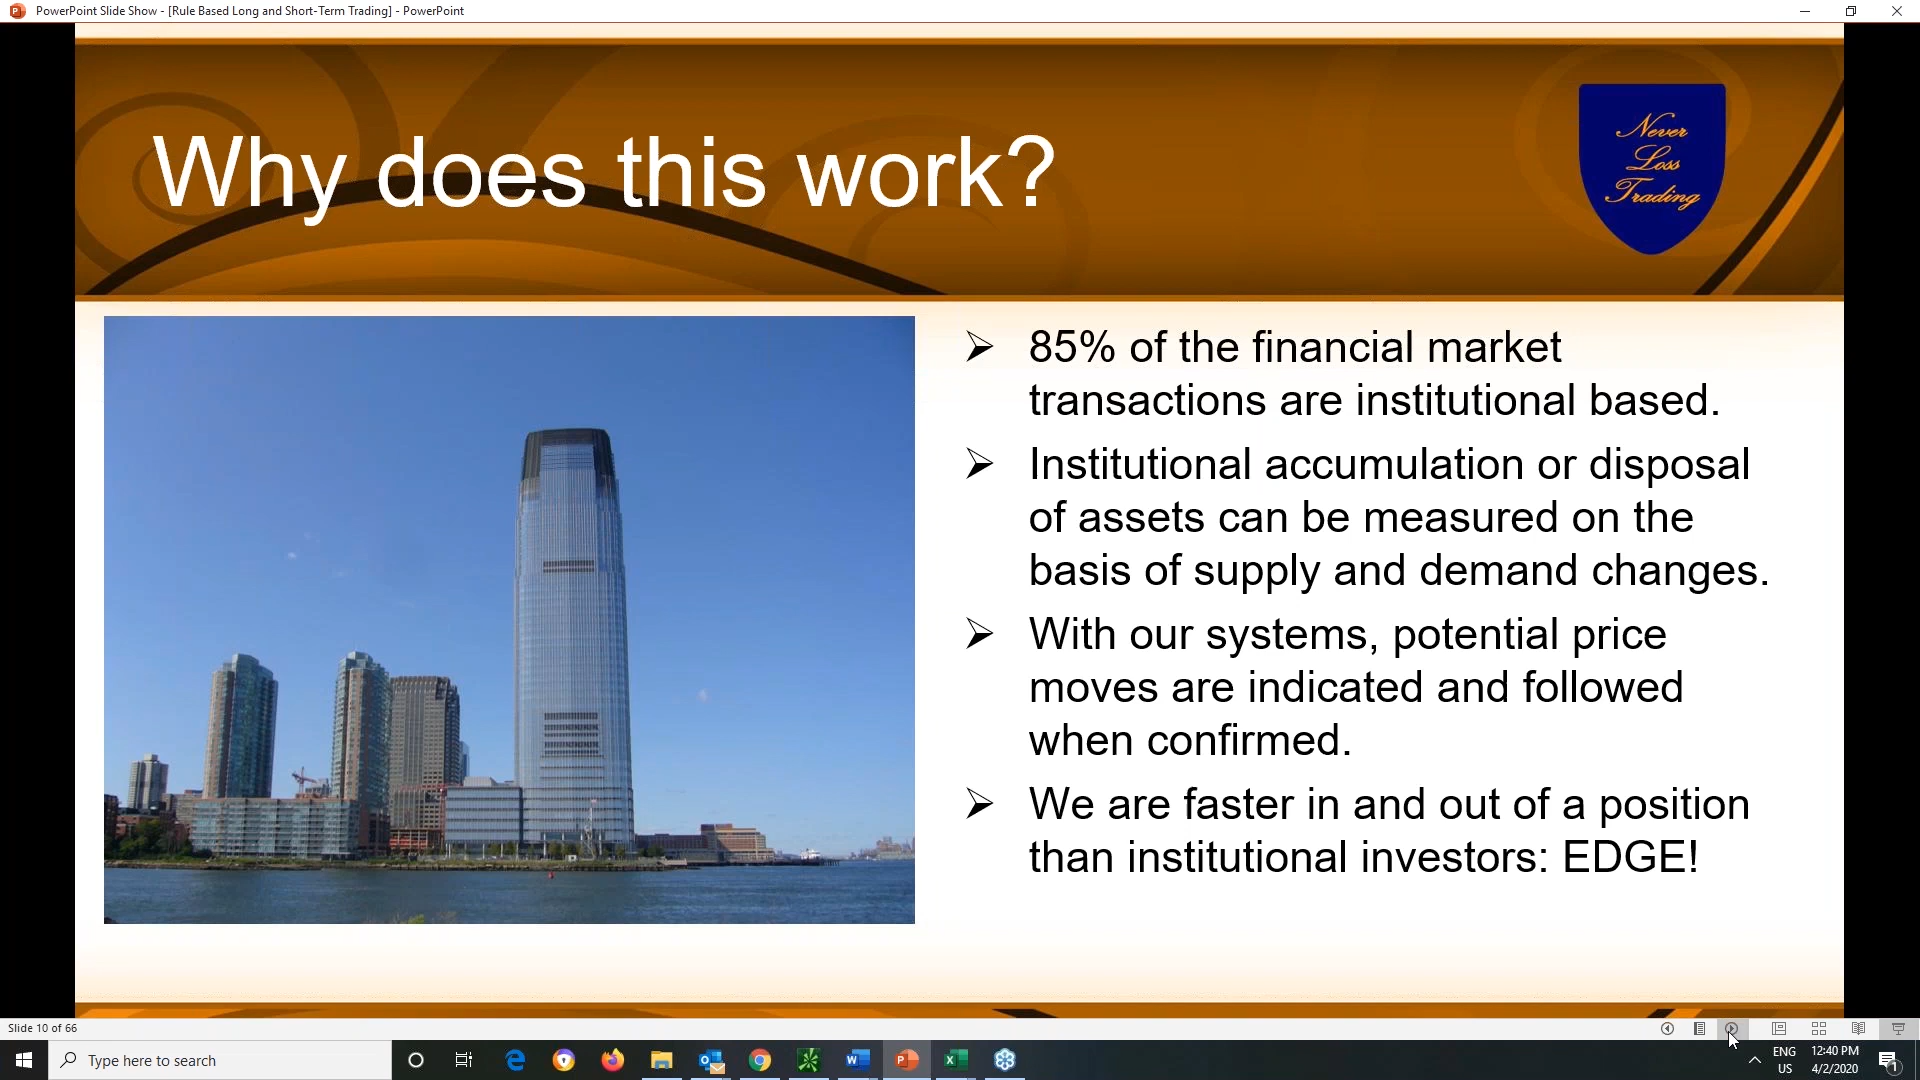 PowerPoint Slide Show - [Rule Based Long and Short-Term Trading] - PowerPoint
Why does this work?
Never
Loss
Trading
85% of the financial market
transactions are institutional based.
Institutional accumulation or disposal
of assets can be measured on the
basis of supply and demand changes.
With our systems, potential price
moves are indicated and followed
when confirmed.
We are faster in and out of a position
than institutional investors: EDGE!
Slide 10 of 66
Type here to search
ENG
US
12:40 PM
4/2/2020
1